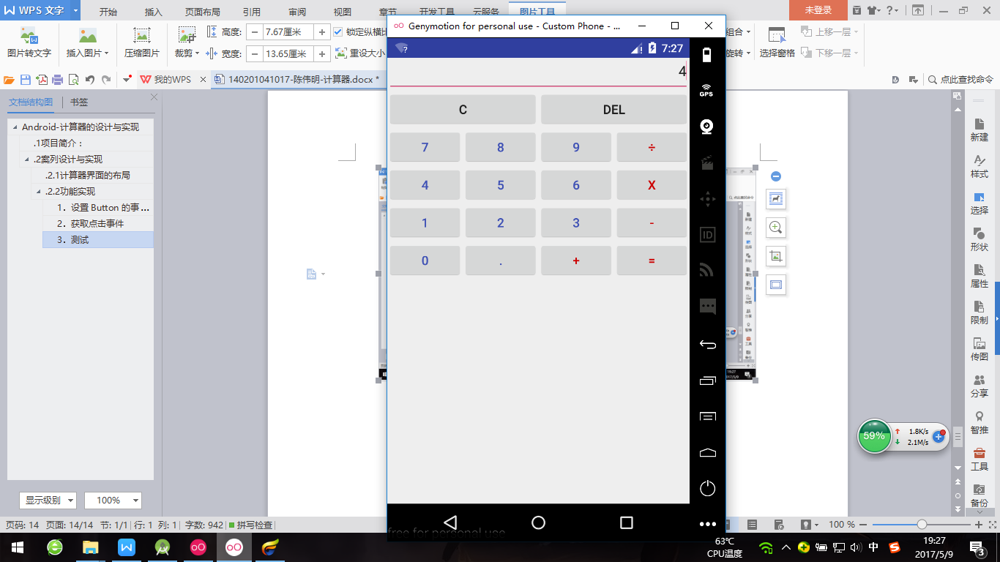 WPS 文字
开始 插入 页面布局 引用 审阅 视图 章节 开发工具 云服务 图片工具
未登录
图片转文字 插入图片 压缩图片 裁剪
高度: 7.67厘米 锁定纵横比
宽度: 13.65厘米 重设大小
组合 上移一层
旋转 选择窗格 下移一层
我的WPS
140201041017-陈伟明-计算器.docx *
点此查找命令
文档结构图 书签
Android-计算器的设计与实现
.1项目简介：
.2案列设计与实现
.2.1计算器界面的布局
.2.2功能实现
1．设置 Button 的事...
2．获取点击事件
3．测试
显示级别 100%
Genymotion for personal use - Custom Phone - ...
7:27
4
C DEL
7 8 9 ÷
4 5 6 X
1 2 3 -
0 . + =
GPS
ID
free for personal use
新建
样式
选择
形状
属性
限制
传图
分享
智推
工具
备份
59%
1.8K/s
2.1M/s
页码: 14 页面: 14/14 节: 1/1 行: 1 列: 1 字数: 942 拼写检查
100 %
63℃
CPU温度
中
19:27
2017/5/9
3